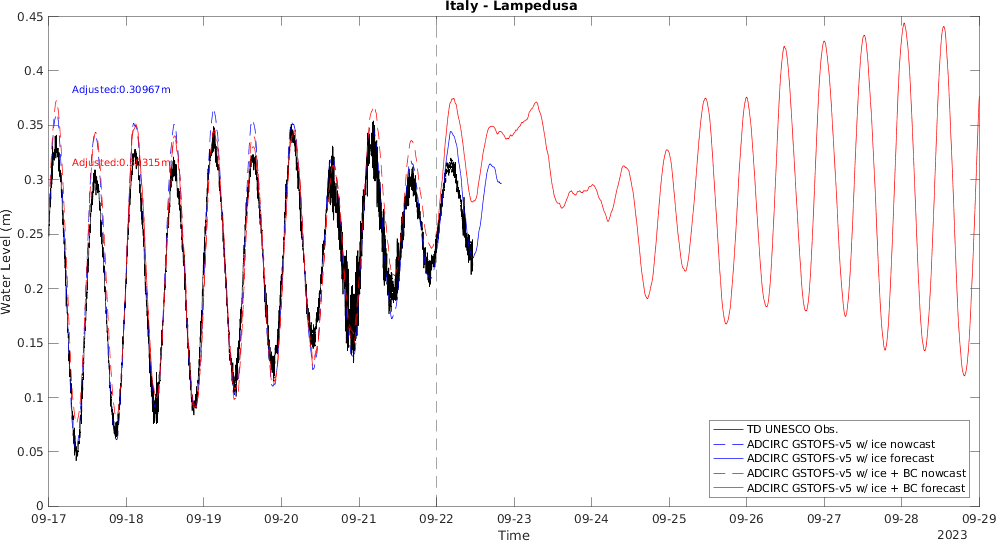 Italy - Lampedusa
Water Level (m)
0.45
0.4
0.35
0.3
0.25
0.2
0.15
0.1
0.05
0
Adjusted:0.30967m
TD UNESCO Obs.
ADCIRC GSTOFS-v5 w/ ice nowcast
ADCIRC GSTOFS-v5 w/ ice forecast
ADCIRC GSTOFS-v5 w/ ice + BC nowcast
ADCIRC GSTOFS-v5 w/ ice + BC forecast
09-17 09-18 09-19 09-20 09-21 09-22 09-23 09-24 09-25 09-26 09-27 09-28 09-29
Time
2023